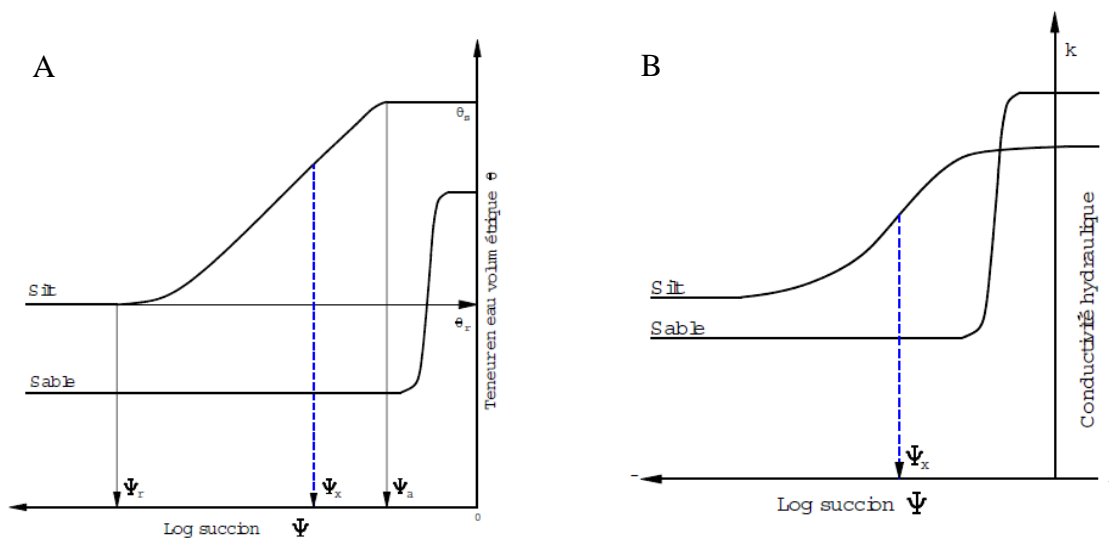 A
θs
Teneur en eau volumétrique θ
Silt
θr
Sable
Ψr
Ψx
Ψa
0
Log succion Ψ
B
k
Conductivité hydraulique
Silt
Sable
Ψx
-
Log succion Ψ